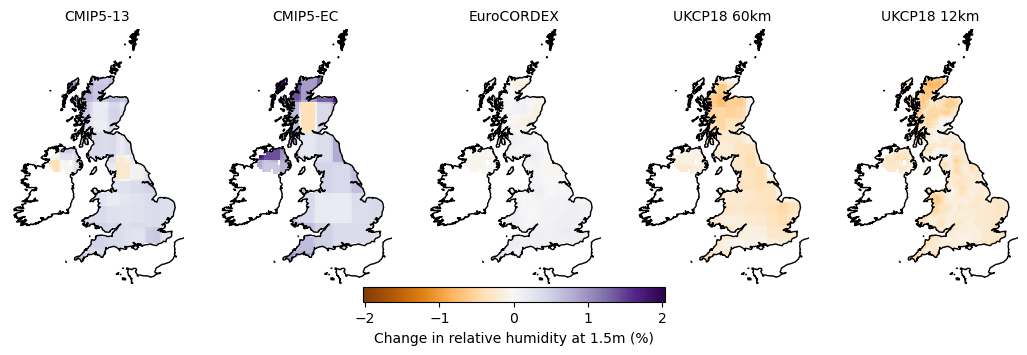 CMIP5-13 CMIP5-EC EuroCORDEX UKCP18 60km UKCP18 12km
−2 −1 0 1 2
Change in relative humidity at 1.5m (%)